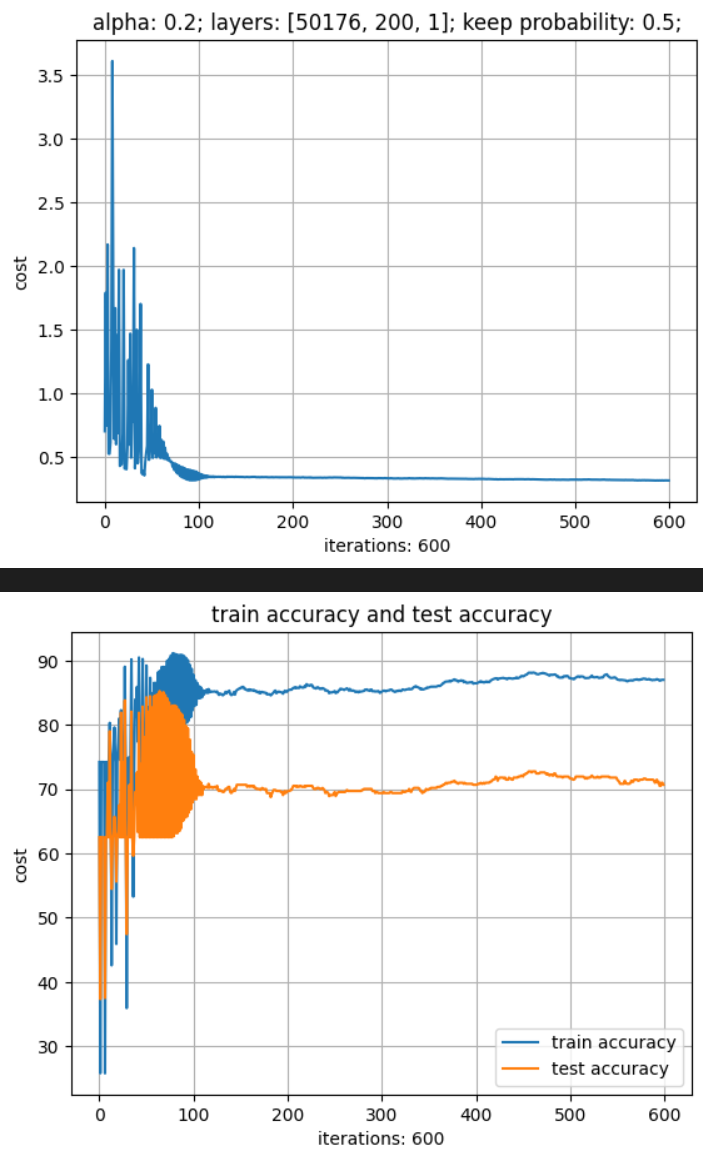 alpha: 0.2; layers: [50176, 200, 1]; keep probability: 0.5;
3.5
3.0
2.5
2.0
1.5
1.0
0.5
cost
0 100 200 300 400 500 600
iterations: 600
train accuracy and test accuracy
90
80
70
60
50
40
30
cost
train accuracy
test accuracy
0 100 200 300 400 500 600
iterations: 600